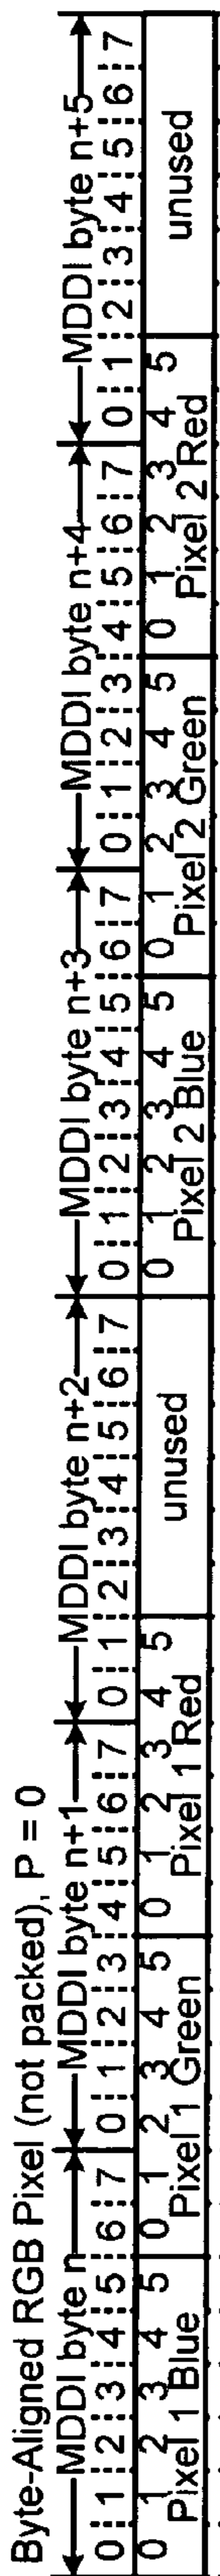 Byte-Aligned RGB Pixel (not packed), P = 0
MDDI byte n MDDI byte n+1 MDDI byte n+2 MDDI byte n+3 MDDI byte n+4 MDDI byte n+5
0 1 2 3 4 5 6 7 0 1 2 3 4 5 6 7 0 1 2 3 4 5 6 7 0 1 2 3 4 5 6 7 0 1 2 3 4 5 6 7 0 1 2 3 4 5 6 7
0 1 2 3 4 5 0 1 2 3 4 5 0 1 2 3 4 5 unused 0 1 2 3 4 5 0 1 2 3 4 5 0 1 2 3 4 5 unused
Pixel 1 Blue Pixel 1 Green Pixel 1 Red Pixel 2 Blue Pixel 2 Green Pixel 2 Red